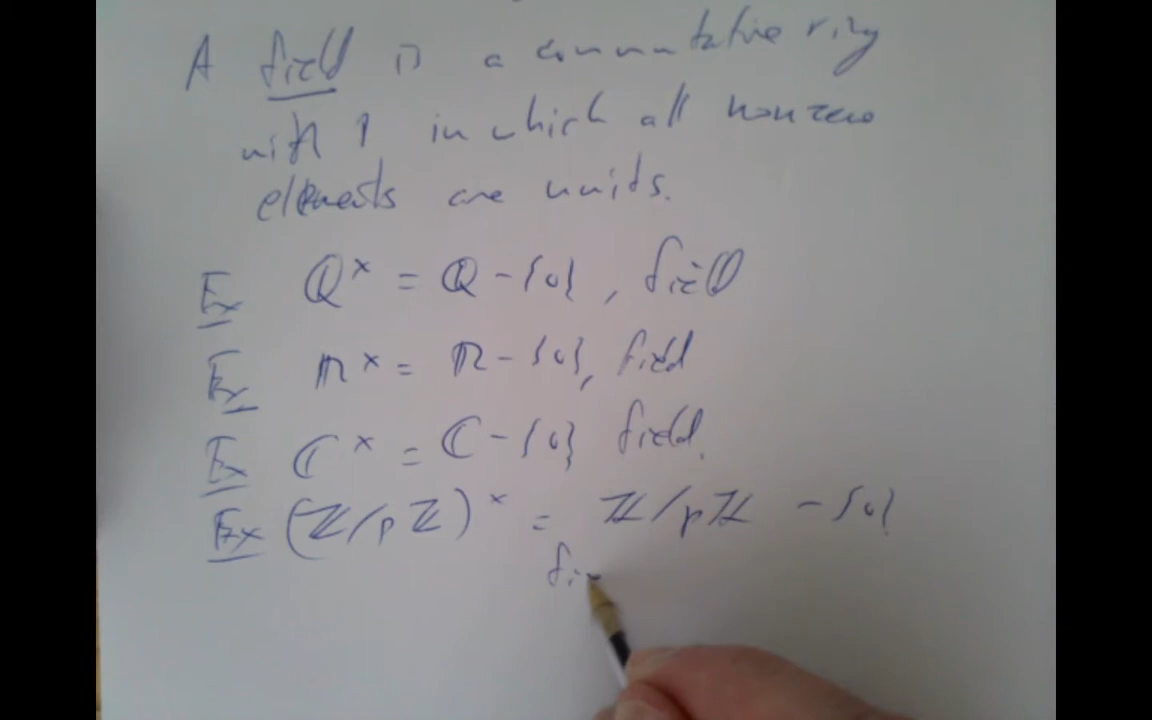 A field is a commutative ring
with 1 in which all nonzero
elements are units.
Ex ℚ^× = ℚ - {0}, field
Ex ℝ^× = ℝ - {0}, field
Ex ℂ^× = ℂ - {0} field.
Ex (ℤ/pℤ)^× = ℤ/pℤ - {0}
fi